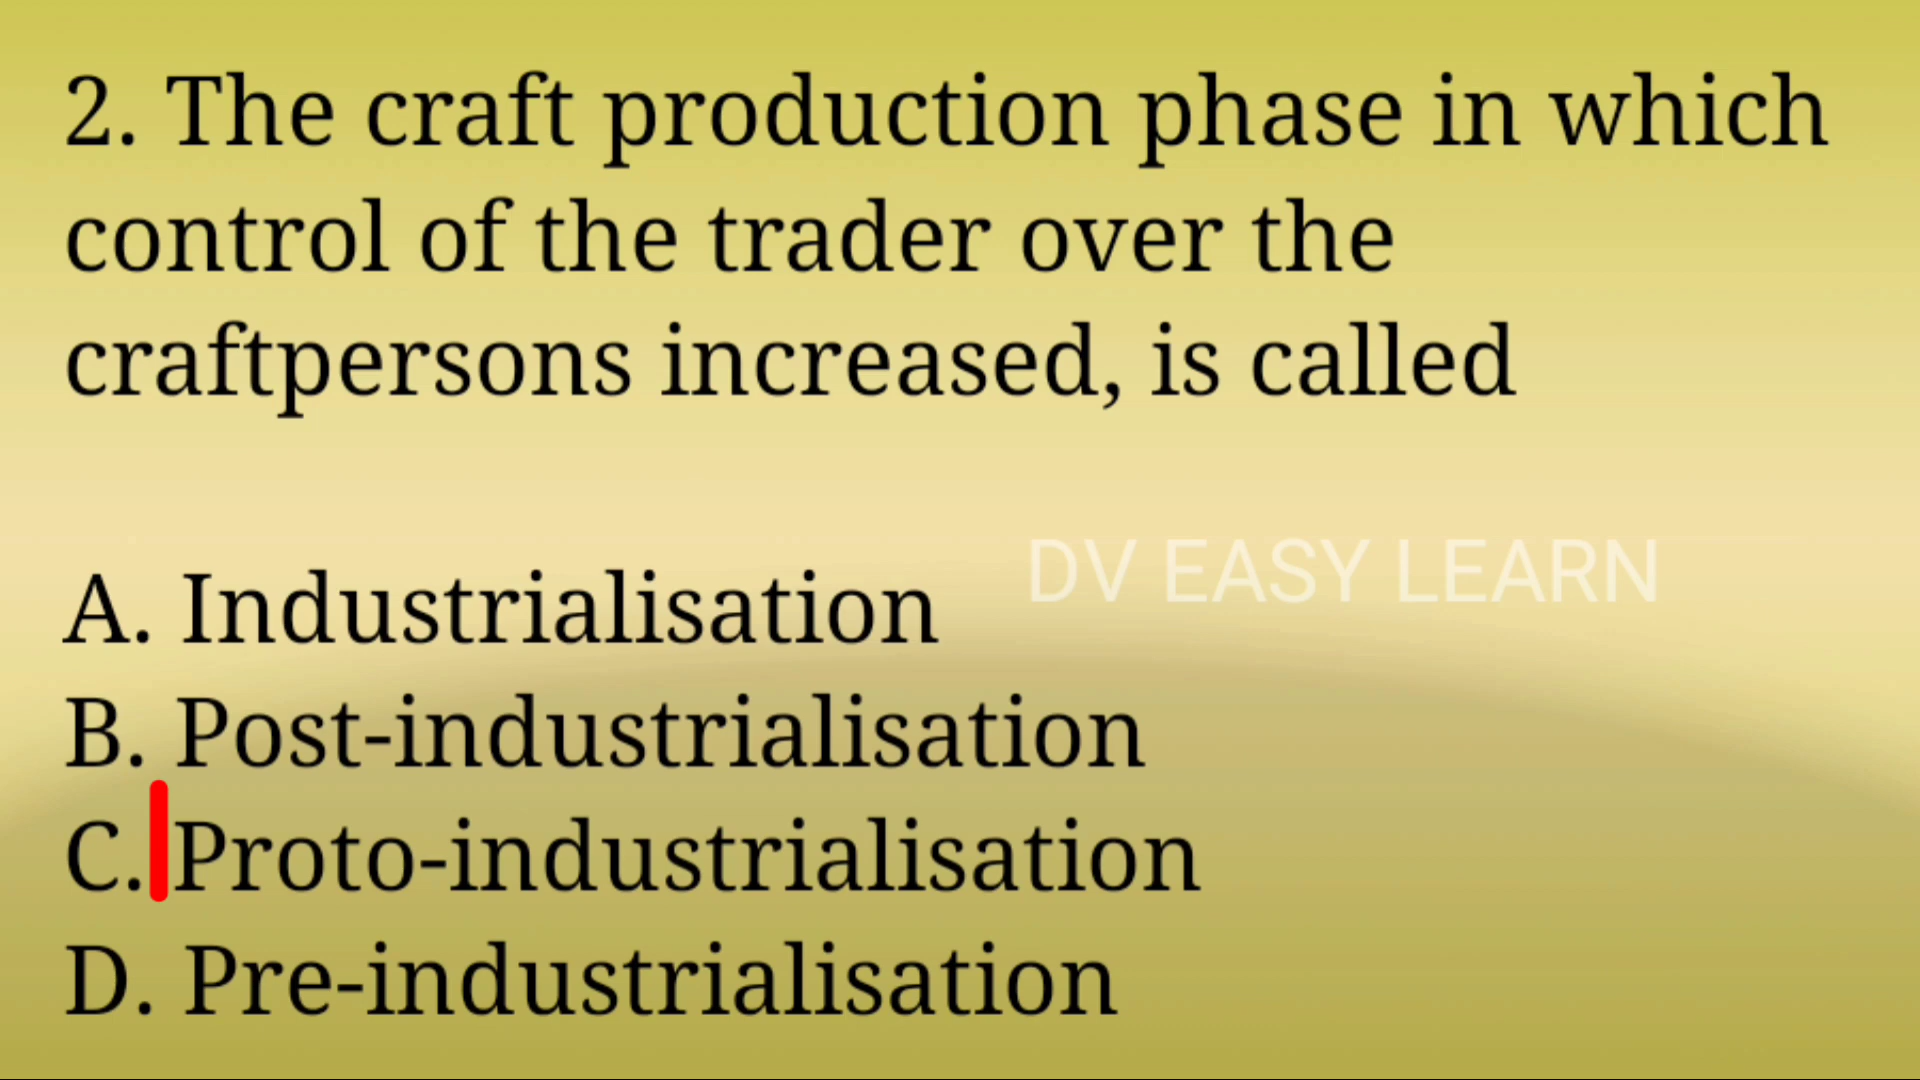 2. The craft production phase in which
control of the trader over the
craftpersons increased, is called
DV EASY LEARN
A. Industrialisation
B. Post-industrialisation
C. Proto-industrialisation
D. Pre-industrialisation